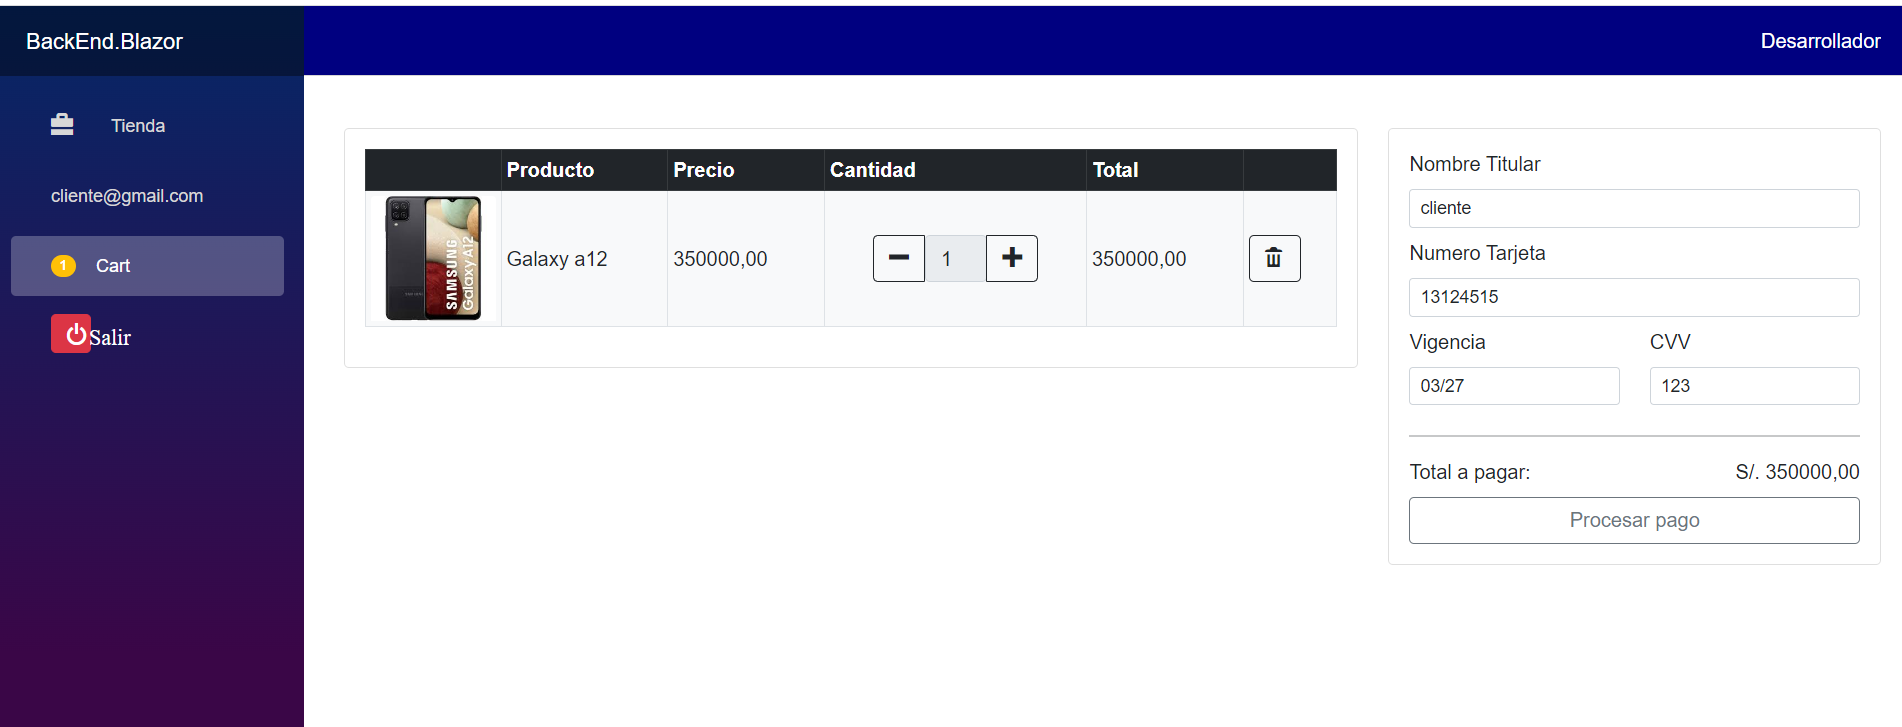 BackEnd.Blazor
Desarrollador
Tienda
cliente@gmail.com
1 Cart
Salir
Producto Precio Cantidad Total
SAMSUNG
Galaxy A12
Galaxy a12 350000,00 1 350000,00
Nombre Titular
cliente
Numero Tarjeta
13124515
Vigencia CVV
03/27 123
Total a pagar: S/. 350000,00
Procesar pago